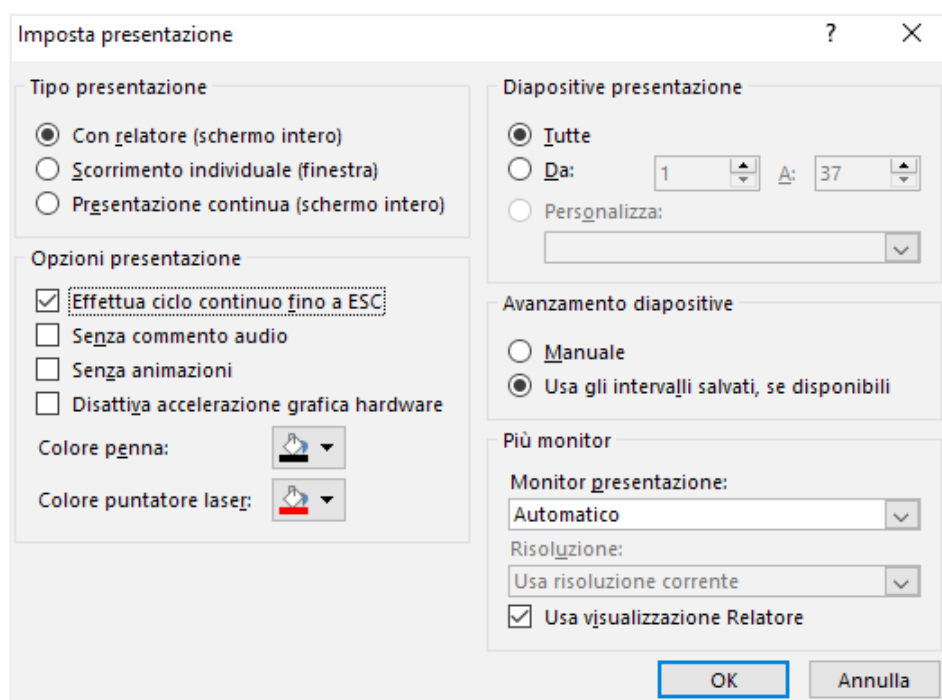 Imposta presentazione ?
Tipo presentazione
Con relatore (schermo intero)
Scorrimento individuale (finestra)
Presentazione continua (schermo intero)
Opzioni presentazione
Effettua ciclo continuo fino a ESC
Senza commento audio
Senza animazioni
Disattiva accelerazione grafica hardware
Colore penna:
Colore puntatore laser:
Diapositive presentazione
Tutte
Da: 1 A: 37
Personalizza:
Avanzamento diapositive
Manuale
Usa gli intervalli salvati, se disponibili
Più monitor
Monitor presentazione:
Automatico
Risoluzione:
Usa risoluzione corrente
Usa visualizzazione Relatore
OK Annulla